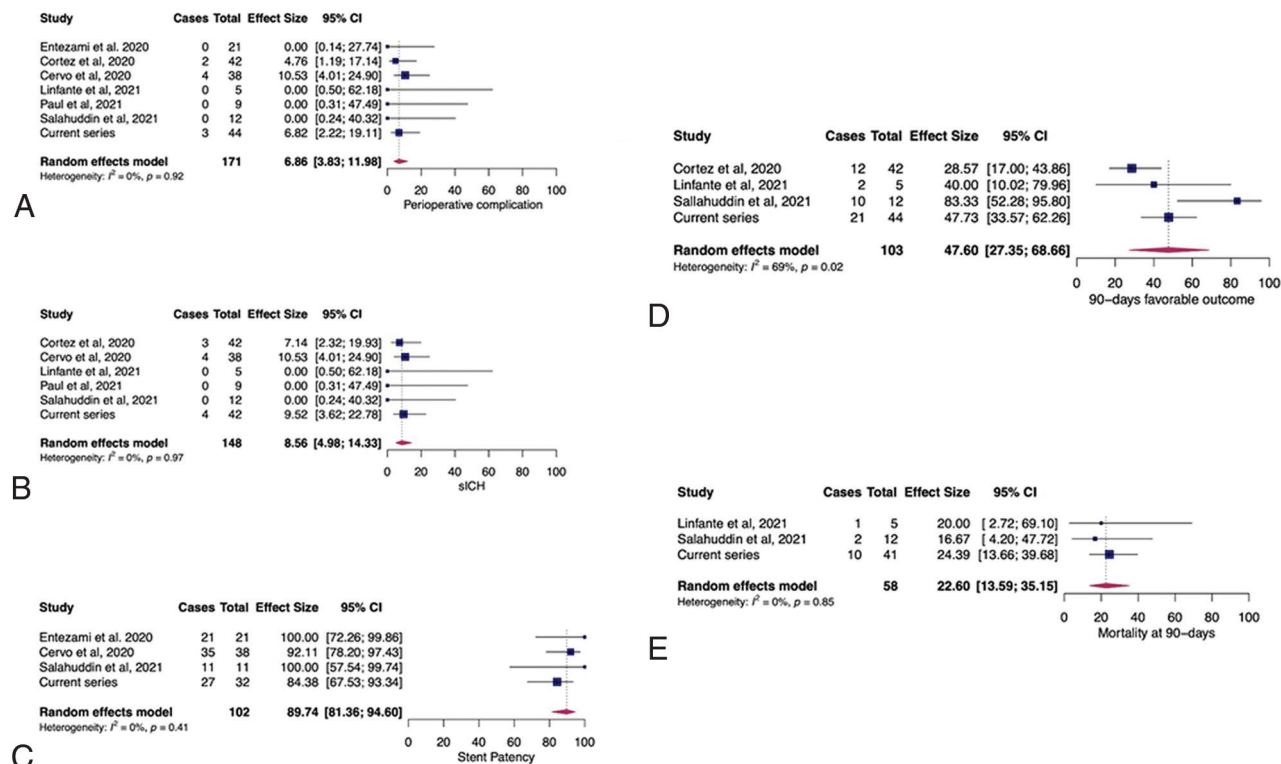 Study Cases Total Effect Size 95% CI
Entezami et al. 2020 0 21 0.00 [0.14; 27.74]
Cortez et al, 2020 2 42 4.76 [1.19; 17.14]
Cervo et al, 2020 4 38 10.53 [4.01; 24.90]
Linfante et al, 2021 0 5 0.00 [0.50; 62.18]
Paul et al, 2021 0 9 0.00 [0.31; 47.49]
Salahuddin et al, 2021 0 12 0.00 [0.24; 40.32]
Current series 3 44 6.82 [2.22; 19.11]
Random effects model 171 6.86 [3.83; 11.98]
Heterogeneity: I² = 0%, p = 0.92
0 20 40 60 80 100
Perioperative complication
A
Study Cases Total Effect Size 95% CI
Cortez et al, 2020 3 42 7.14 [2.32; 19.93]
Cervo et al, 2020 4 38 10.53 [4.01; 24.90]
Linfante et al, 2021 0 5 0.00 [0.50; 62.18]
Paul et al, 2021 0 9 0.00 [0.31; 47.49]
Salahuddin et al, 2021 0 12 0.00 [0.24; 40.32]
Current series 4 42 9.52 [3.62; 22.78]
Random effects model 148 8.56 [4.98; 14.33]
Heterogeneity: I² = 0%, p = 0.97
0 20 40 60 80 100
sICH
B
Study Cases Total Effect Size 95% CI
Entezami et al. 2020 21 21 100.00 [72.26; 99.86]
Cervo et al, 2020 35 38 92.11 [78.20; 97.43]
Salahuddin et al, 2021 11 11 100.00 [57.54; 99.74]
Current series 27 32 84.38 [67.53; 93.34]
Random effects model 102 89.74 [81.36; 94.60]
Heterogeneity: I² = 0%, p = 0.41
0 20 40 60 80 100
Stent Patency
C
Study Cases Total Effect Size 95% CI
Cortez et al, 2020 12 42 28.57 [17.00; 43.86]
Linfante et al, 2021 2 5 40.00 [10.02; 79.96]
Sallahuddin et al, 2021 10 12 83.33 [52.28; 95.80]
Current series 21 44 47.73 [33.57; 62.26]
Random effects model 103 47.60 [27.35; 68.66]
Heterogeneity: I² = 69%, p = 0.02
0 20 40 60 80 100
90-days favorable outcome
D
Study Cases Total Effect Size 95% CI
Linfante et al, 2021 1 5 20.00 [ 2.72; 69.10]
Salahuddin et al, 2021 2 12 16.67 [ 4.20; 47.72]
Current series 10 41 24.39 [13.66; 39.68]
Random effects model 58 22.60 [13.59; 35.15]
Heterogeneity: I² = 0%, p = 0.85
0 20 40 60 80 100
Mortality at 90-days
E